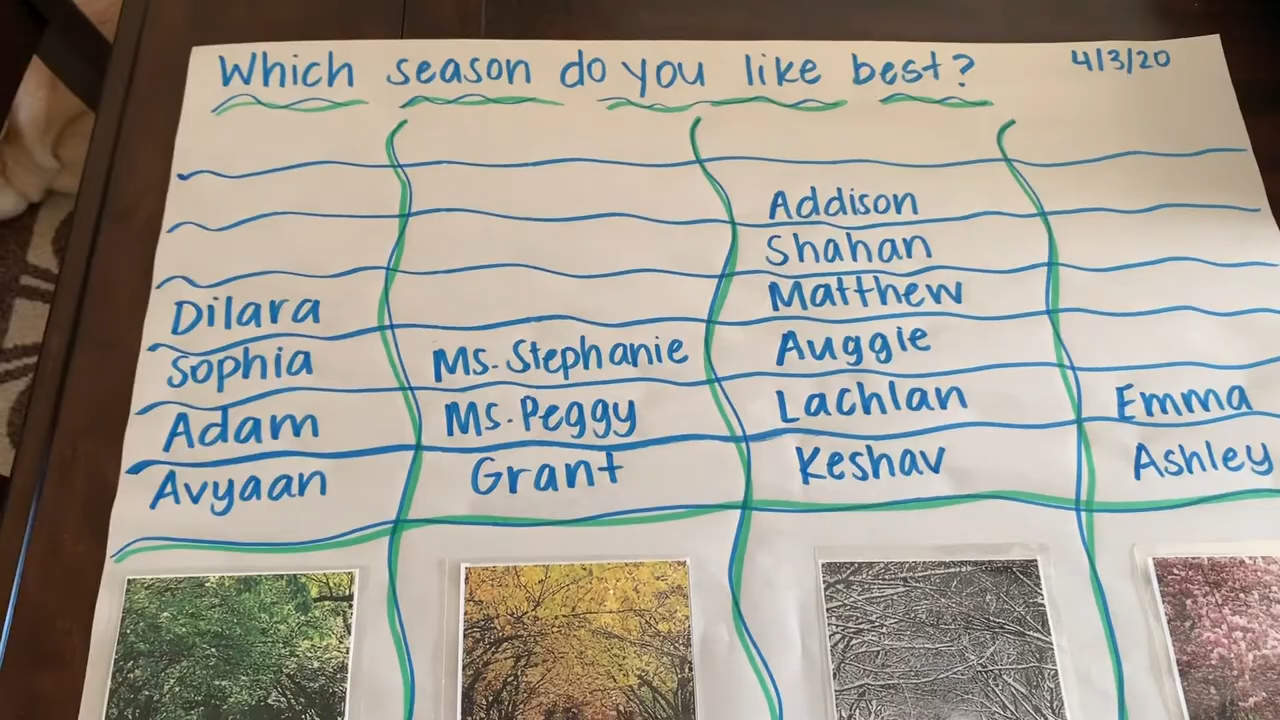 Which season do you like best? 4/3/20
Addison
Shahan
Dilara Matthew
Sophia Ms. Stephanie Auggie
Adam Ms. Peggy Lachlan Emma
Avyaan Grant Keshav Ashley